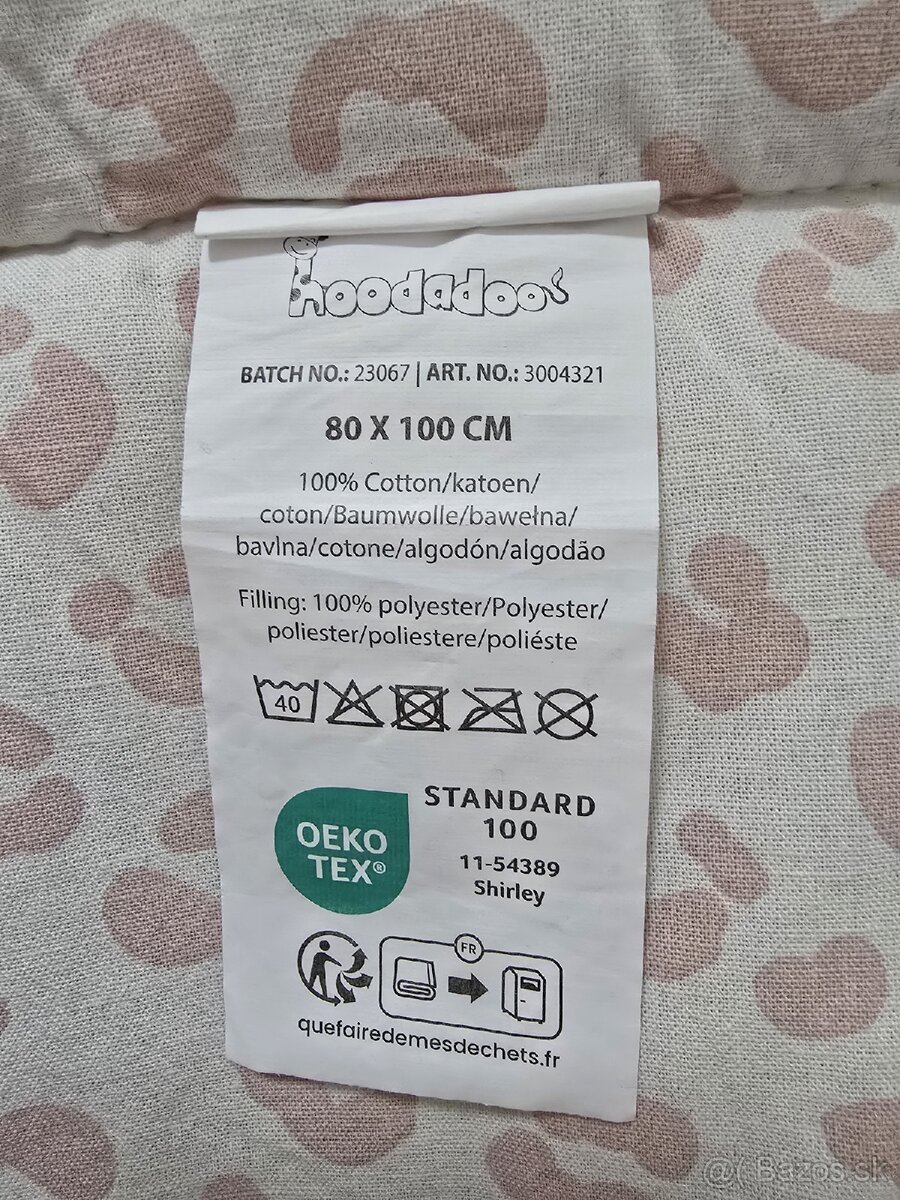 hoodadoo
BATCH NO.: 23067 | ART. NO.: 3004321
80 X 100 CM
100% Cotton/katoen/
coton/Baumwolle/bawełna/
bavlna/cotone/algodón/algodão
Filling: 100% polyester/Polyester/
poliester/poliestere/poliéste
40
OEKO
TEX®
STANDARD
100
11-54389
Shirley
FR
quefairedemesdechets.fr
@( Bazos.sk